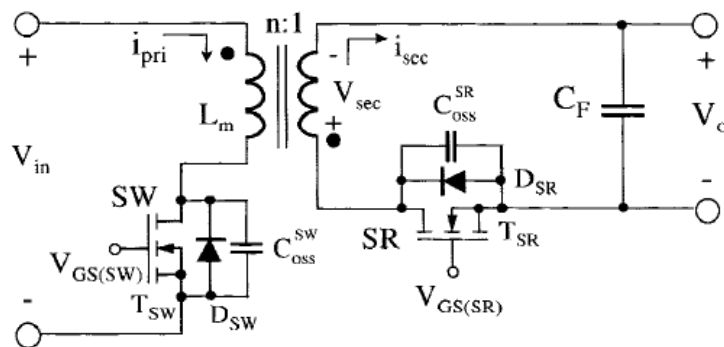 n:1
+
i_pri
-
i_sec
+
L_m
V_sec
C_oss^SR
C_F
V_in
+
V_o
SW
D_SR
-
SR
T_SR
V_GS(SW)
C_oss^SW
-
T_SW
D_SW
V_GS(SR)